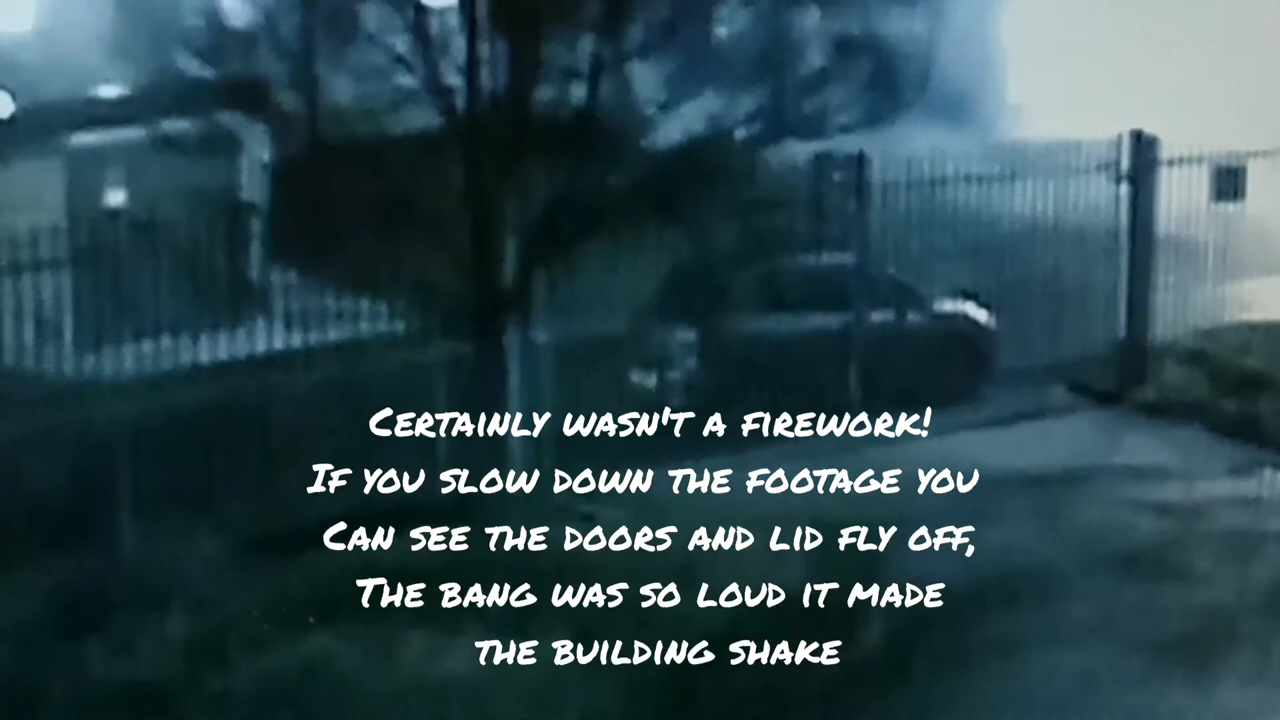 Certainly wasn't a firework!
If you slow down the footage you
Can see the doors and lid fly off,
The bang was so loud it made
the building shake